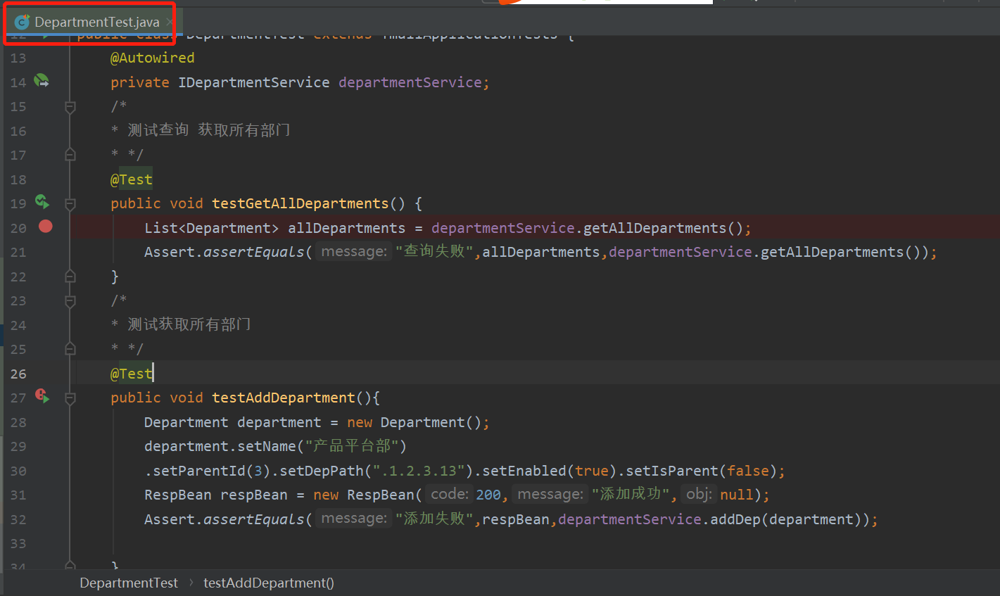 DepartmentTest.java
12 public class DepartmentTest extends YmallApplicationTests {
13 @Autowired
14 private IDepartmentService departmentService;
15 /*
16 * 测试查询 获取所有部门
17 * */
18 @Test
19 public void testGetAllDepartments() {
20 List<Department> allDepartments = departmentService.getAllDepartments();
21 Assert.assertEquals( message: "查询失败",allDepartments,departmentService.getAllDepartments());
22 }
23 /*
24 * 测试获取所有部门
25 * */
26 @Test
27 public void testAddDepartment(){
28 Department department = new Department();
29 department.setName("产品平台部")
30 .setParentId(3).setDepPath(".1.2.3.13").setEnabled(true).setIsParent(false);
31 RespBean respBean = new RespBean( code: 200, message: "添加成功", obj: null);
32 Assert.assertEquals( message: "添加失败",respBean,departmentService.addDep(department));
33
34 }
DepartmentTest › testAddDepartment()